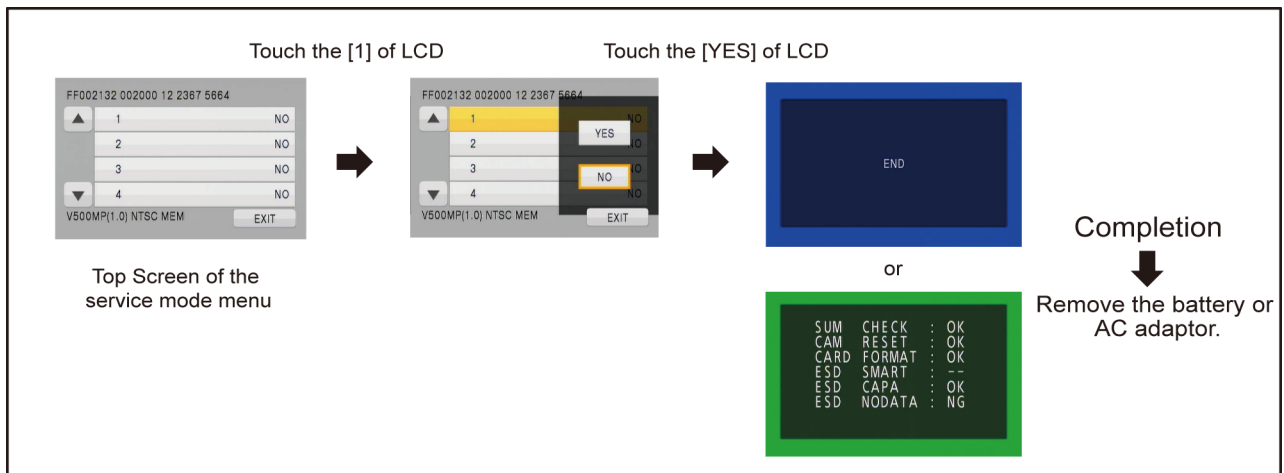 Touch the [1] of LCD
Touch the [YES] of LCD
FF002132 002000 12 2367 5664
1 NO
2 NO
3 NO
4 NO
V500MP(1.0) NTSC MEM EXIT
Top Screen of the
service mode menu
FF002132 002000 12 2367 5664
1 NO
YES
2 NO
3 NO
NO
4 NO
V500MP(1.0) NTSC MEM EXIT
END
or
SUM CHECK : OK
CAM RESET : OK
CARD FORMAT : OK
ESD SMART : --
ESD CAPA : OK
ESD NODATA : NG
Completion
Remove the battery or
AC adaptor.